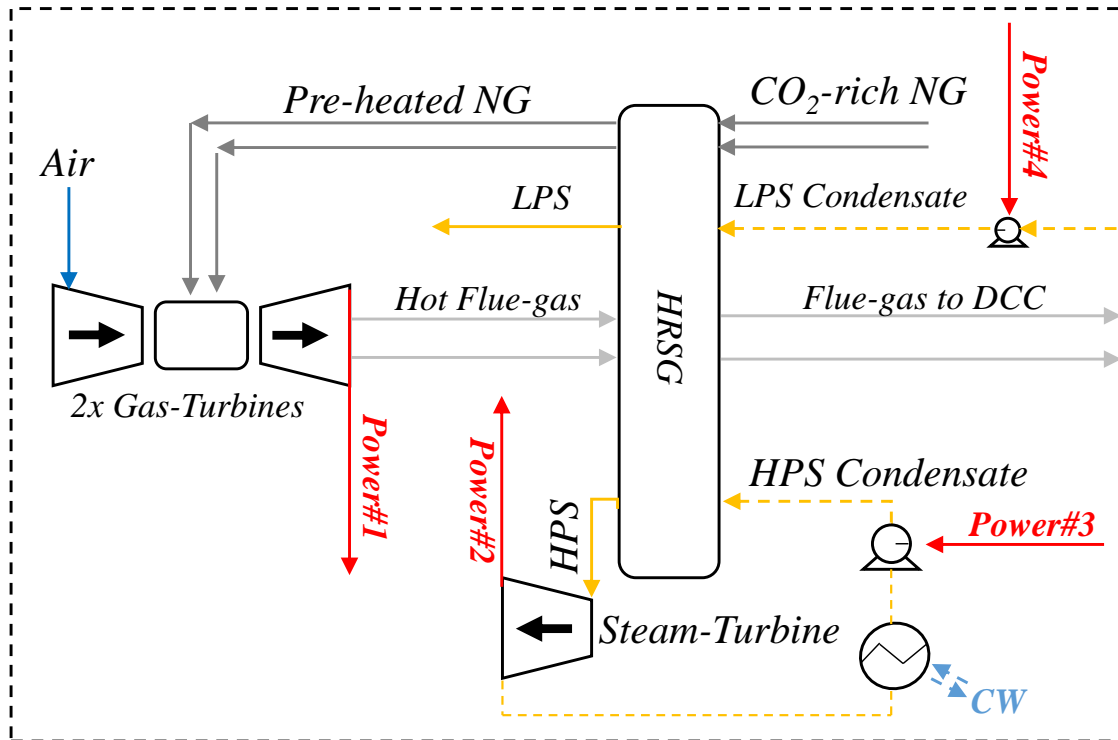 Pre-heated NG
CO₂-rich NG
Power#4
Air
LPS
LPS Condensate
Hot Flue-gas
HRSG
Flue-gas to DCC
2x Gas-Turbines
Power#1
Power#2
HPS
HPS Condensate
Power#3
Steam-Turbine
CW